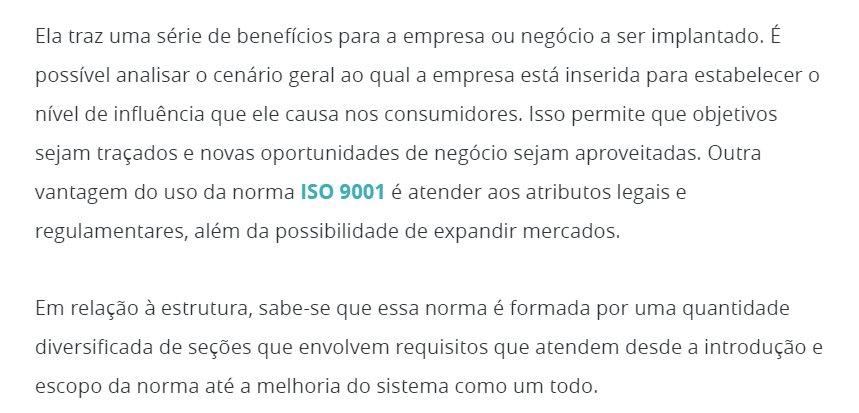 Ela traz uma série de benefícios para a empresa ou negócio a ser implantado. É
possível analisar o cenário geral ao qual a empresa está inserida para estabelecer o
nível de influência que ele causa nos consumidores. Isso permite que objetivos
sejam traçados e novas oportunidades de negócio sejam aproveitadas. Outra
vantagem do uso da norma ISO 9001 é atender aos atributos legais e
regulamentares, além da possibilidade de expandir mercados.
Em relação à estrutura, sabe-se que essa norma é formada por uma quantidade
diversificada de seções que envolvem requisitos que atendem desde a introdução e
escopo da norma até a melhoria do sistema como um todo.